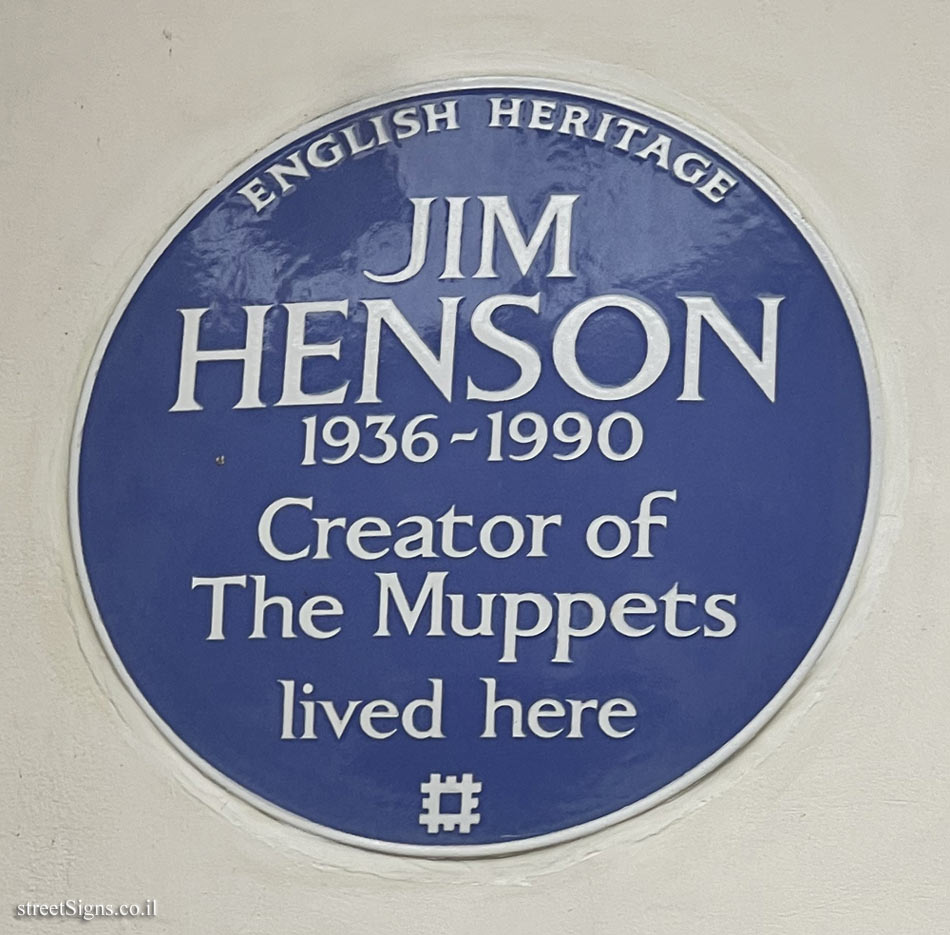 ENGLISH HERITAGE
JIM
HENSON
1936~1990
Creator of
The Muppets
lived here
streetSigns.co.il